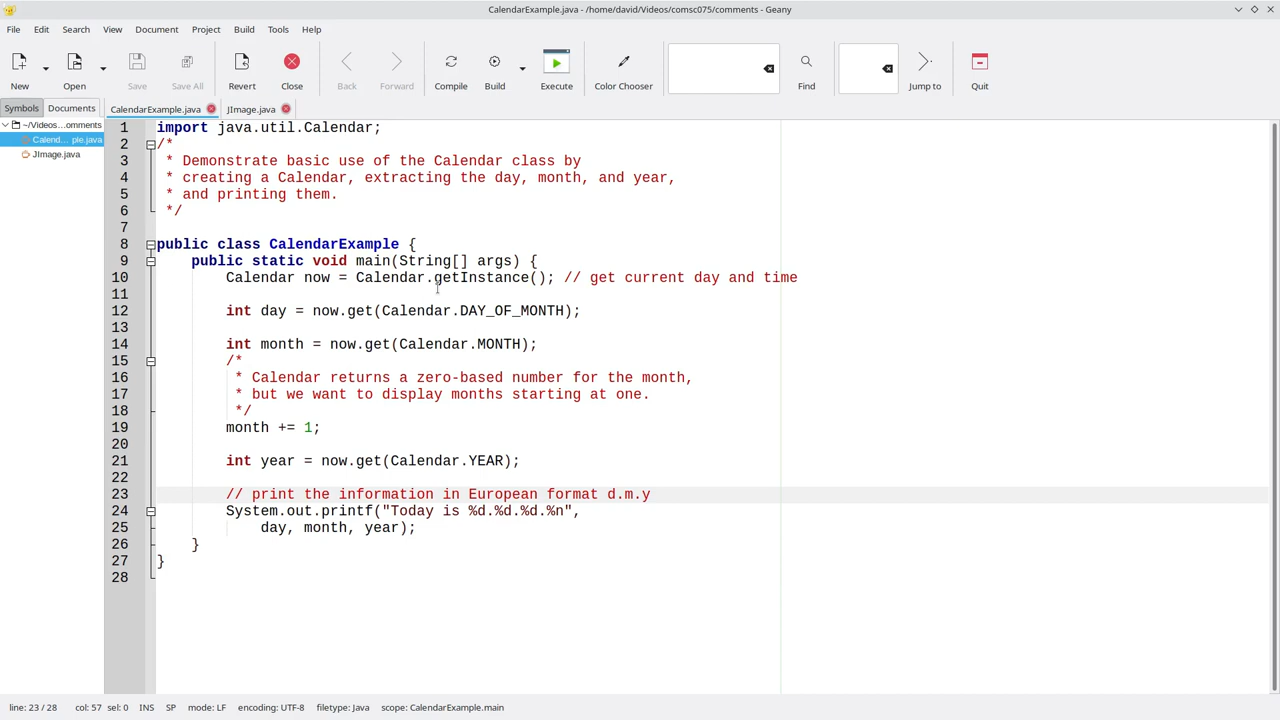 CalendarExample.java - /home/david/Videos/comsc075/comments - Geany
File Edit Search View Document Project Build Tools Help
New Open Save Save All Revert Close Back Forward Compile Build Execute Color Chooser Find Jump to Quit
Symbols Documents CalendarExample.java JImage.java
~/Videos...omments
Calend... ple.java
JImage.java
1 import java.util.Calendar;
2 /*
3  * Demonstrate basic use of the Calendar class by
4  * creating a Calendar, extracting the day, month, and year,
5  * and printing them.
6  */
7
8 public class CalendarExample {
9     public static void main(String[] args) {
10         Calendar now = Calendar.getInstance(); // get current day and time
11
12         int day = now.get(Calendar.DAY_OF_MONTH);
13
14         int month = now.get(Calendar.MONTH);
15         /*
16          * Calendar returns a zero-based number for the month,
17          * but we want to display months starting at one.
18          */
19         month += 1;
20
21         int year = now.get(Calendar.YEAR);
22
23         // print the information in European format d.m.y
24         System.out.printf("Today is %d.%d.%d.%n",
25             day, month, year);
26     }
27 }
28
line: 23 / 28 col: 57 sel: 0 INS SP mode: LF encoding: UTF-8 filetype: Java scope: CalendarExample.main